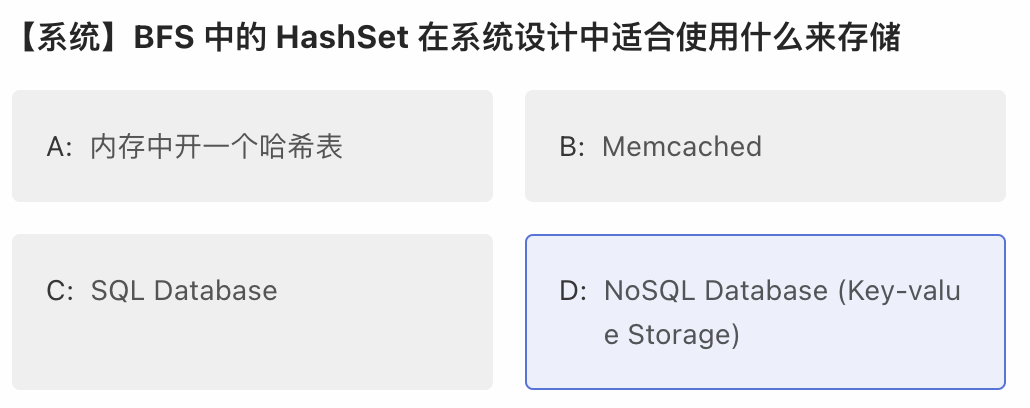 【系统】BFS 中的 HashSet 在系统设计中适合使用什么来存储
A: 内存中开一个哈希表
B: Memcached
C: SQL Database
D: NoSQL Database (Key-valu
e Storage)